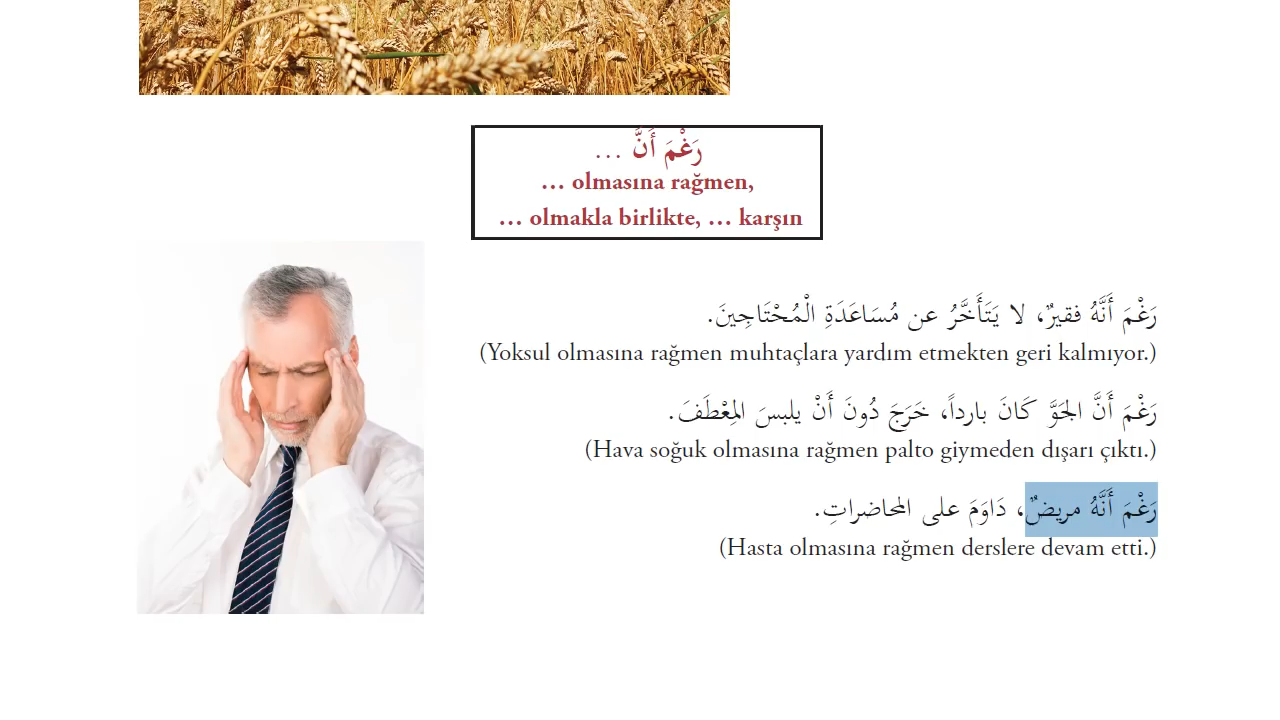 رَغْمَ أَنَّ ...
... olmasına rağmen,
... olmakla birlikte, ... karşın
رَغْمَ أَنَّهُ فقيرٌ، لا يَتَأَخَّرُ عن مُسَاعَدَةِ الْمُحْتَاجِينَ.
(Yoksul olmasına rağmen muhtaçlara yardım etmekten geri kalmıyor.)
رَغْمَ أَنَّ الجَوَّ كَانَ بارداً، خَرَجَ دُونَ أَنْ يلبسَ المِعْطَفَ.
(Hava soğuk olmasına rağmen palto giymeden dışarı çıktı.)
رَغْمَ أَنَّهُ مريضٌ، دَاوَمَ على المحاضراتِ.
(Hasta olmasına rağmen derslere devam etti.)